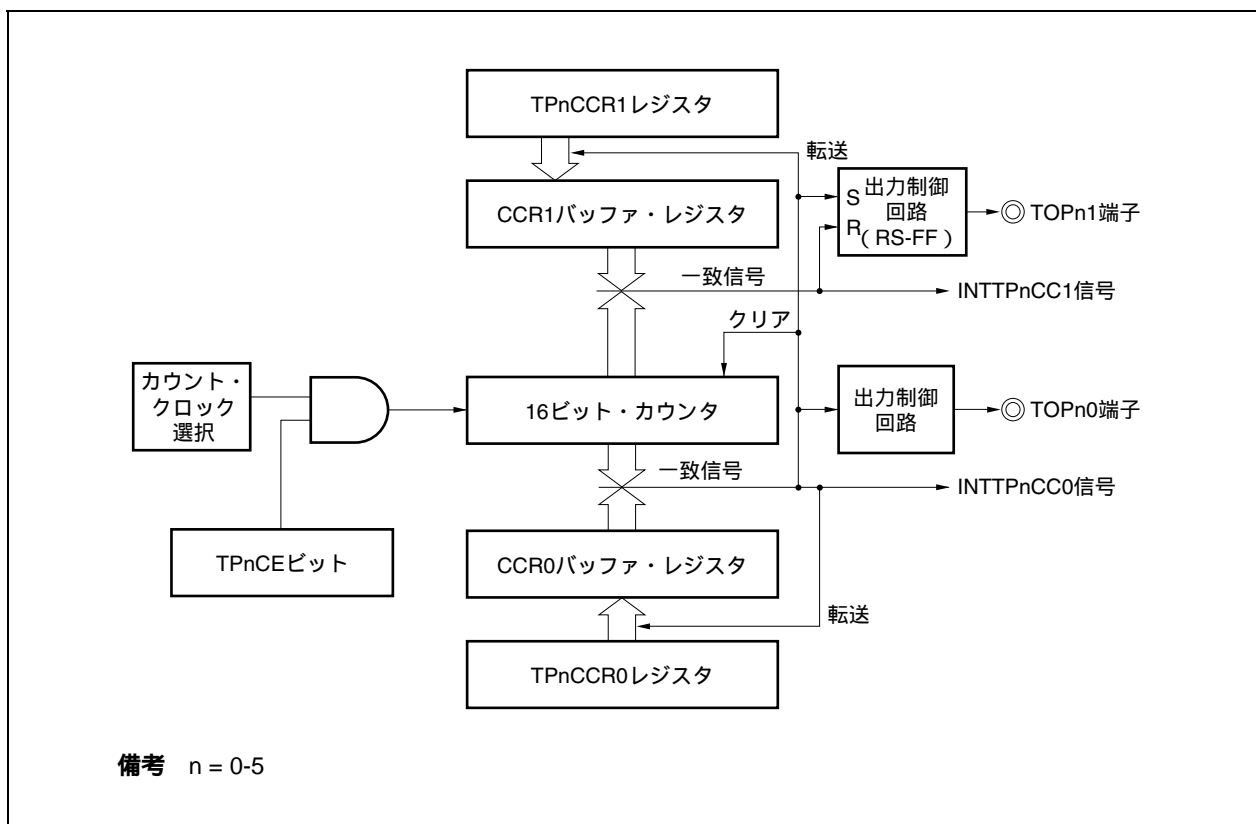 TPnCCR1レジスタ
転送
CCR1バッファ・レジスタ
S
R
出力制御
回路
（RS-FF）
TOPn1端子
一致信号
INTTPnCC1信号
クリア
カウント・
クロック
選択
16ビット・カウンタ
出力制御
回路
TOPn0端子
一致信号
INTTPnCC0信号
TPnCEビット
CCR0バッファ・レジスタ
転送
TPnCCR0レジスタ
備考 n = 0-5